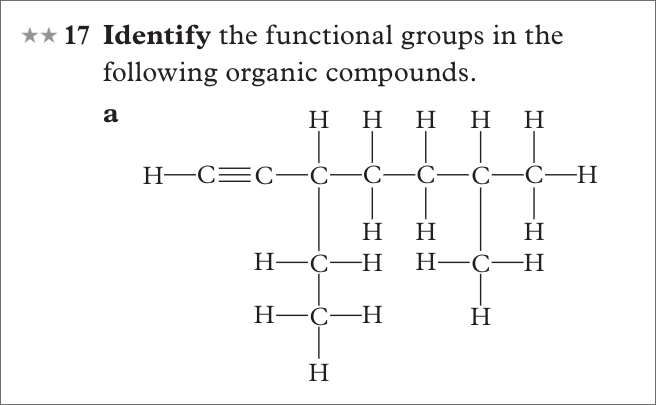 ★★ 17 Identify the functional groups in the
following organic compounds.
a
H H H H H
H—C≡C—C—C—C—C—C—H
H H H
H—C—H H—C—H
H—C—H H
H